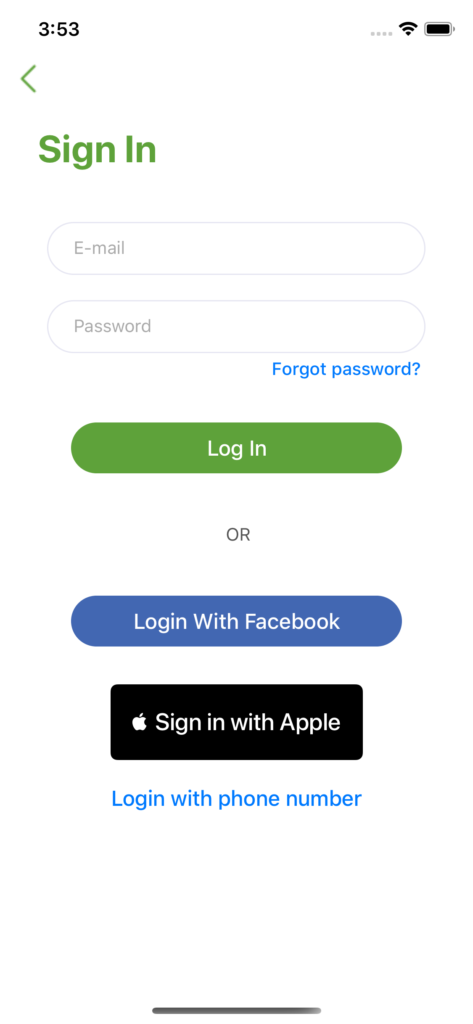 3:53
Sign In
E-mail
Password
Forgot password?
Log In
OR
Login With Facebook
Sign in with Apple
Login with phone number